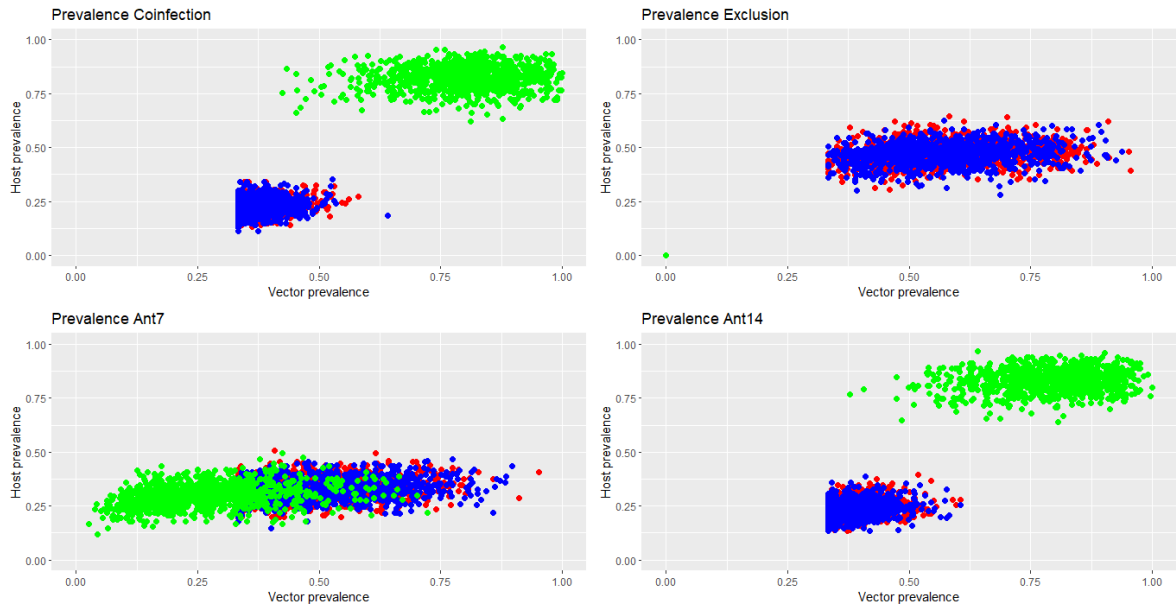 Prevalence Coinfection
1.00
0.75
0.50
0.25
0.00
Host prevalence
0.00 0.25 0.50 0.75 1.00
Vector prevalence
Prevalence Exclusion
1.00
0.75
0.50
0.25
0.00
Host prevalence
0.00 0.25 0.50 0.75 1.00
Vector prevalence
Prevalence Ant7
1.00
0.75
0.50
0.25
0.00
Host prevalence
0.00 0.25 0.50 0.75 1.00
Vector prevalence
Prevalence Ant14
1.00
0.75
0.50
0.25
0.00
Host prevalence
0.00 0.25 0.50 0.75 1.00
Vector prevalence